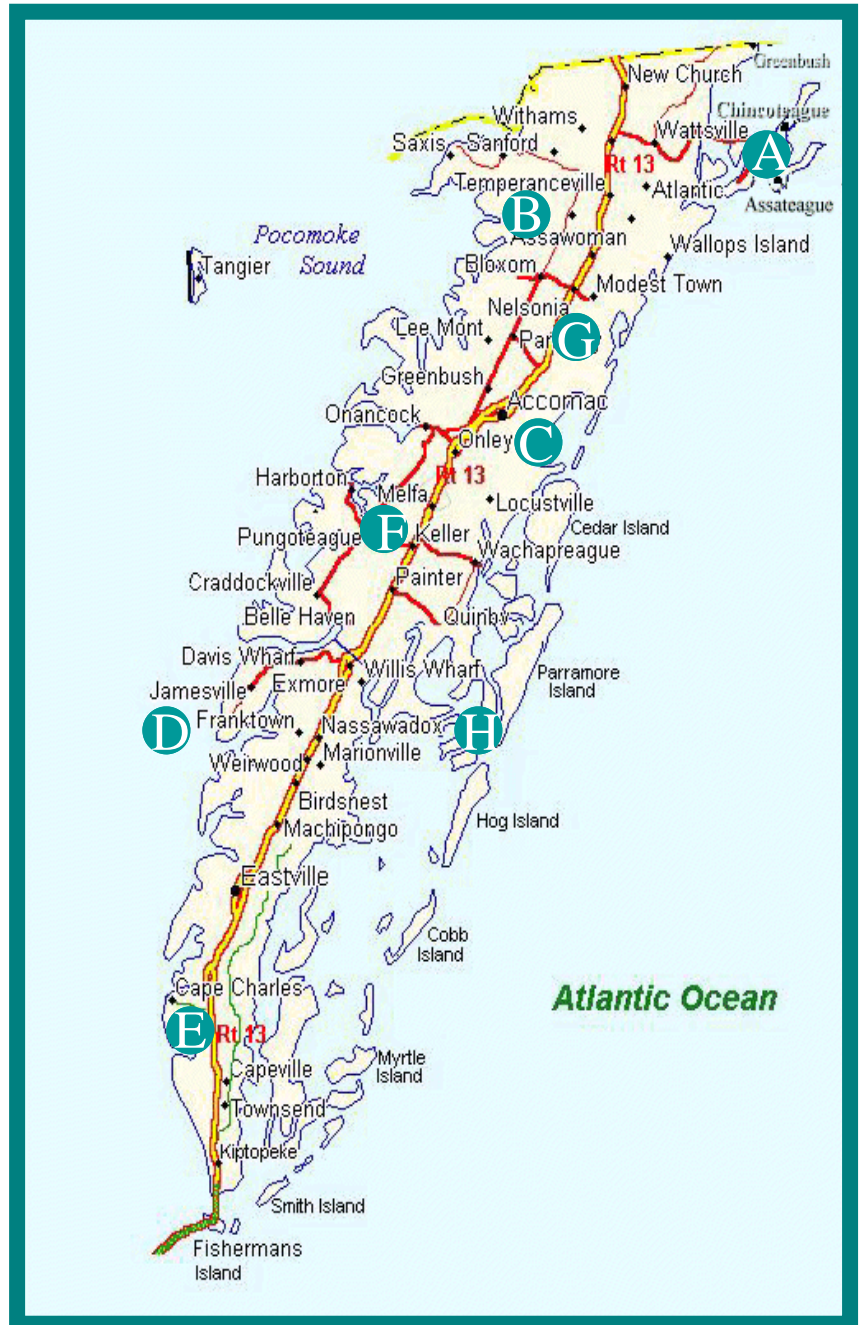 Greenbush
New Church
Chincoteague
Withams
Wattsville
Saxis
Sanford
A
Rt 13
Temperanceville
Atlantic
Assateague
B
Pocomoke
Sound
Assawoman
Wallops Island
Tangier
Bloxom
Modest Town
Nelsonia
Lee Mont
G
Greenbush
Accomac
Onancock
Onley
C
Rt 13
Harborton
Melfa
Locustville
Cedar Island
F
Pungoteague
Keller
Wachapreague
Craddockville
Painter
Belle Haven
Quinby
Davis Wharf
Willis Wharf
Parramore
Island
Jamesville
Exmore
D
Franktown
Nassawadox
H
Weirwood
Marionville
Birdsnest
Hog Island
Machipongo
Eastville
Cobb
Island
Cape Charles
Atlantic Ocean
E
Rt 13
Myrtle
Island
Capeville
Townsend
Kiptopeke
Smith Island
Fishermans
Island